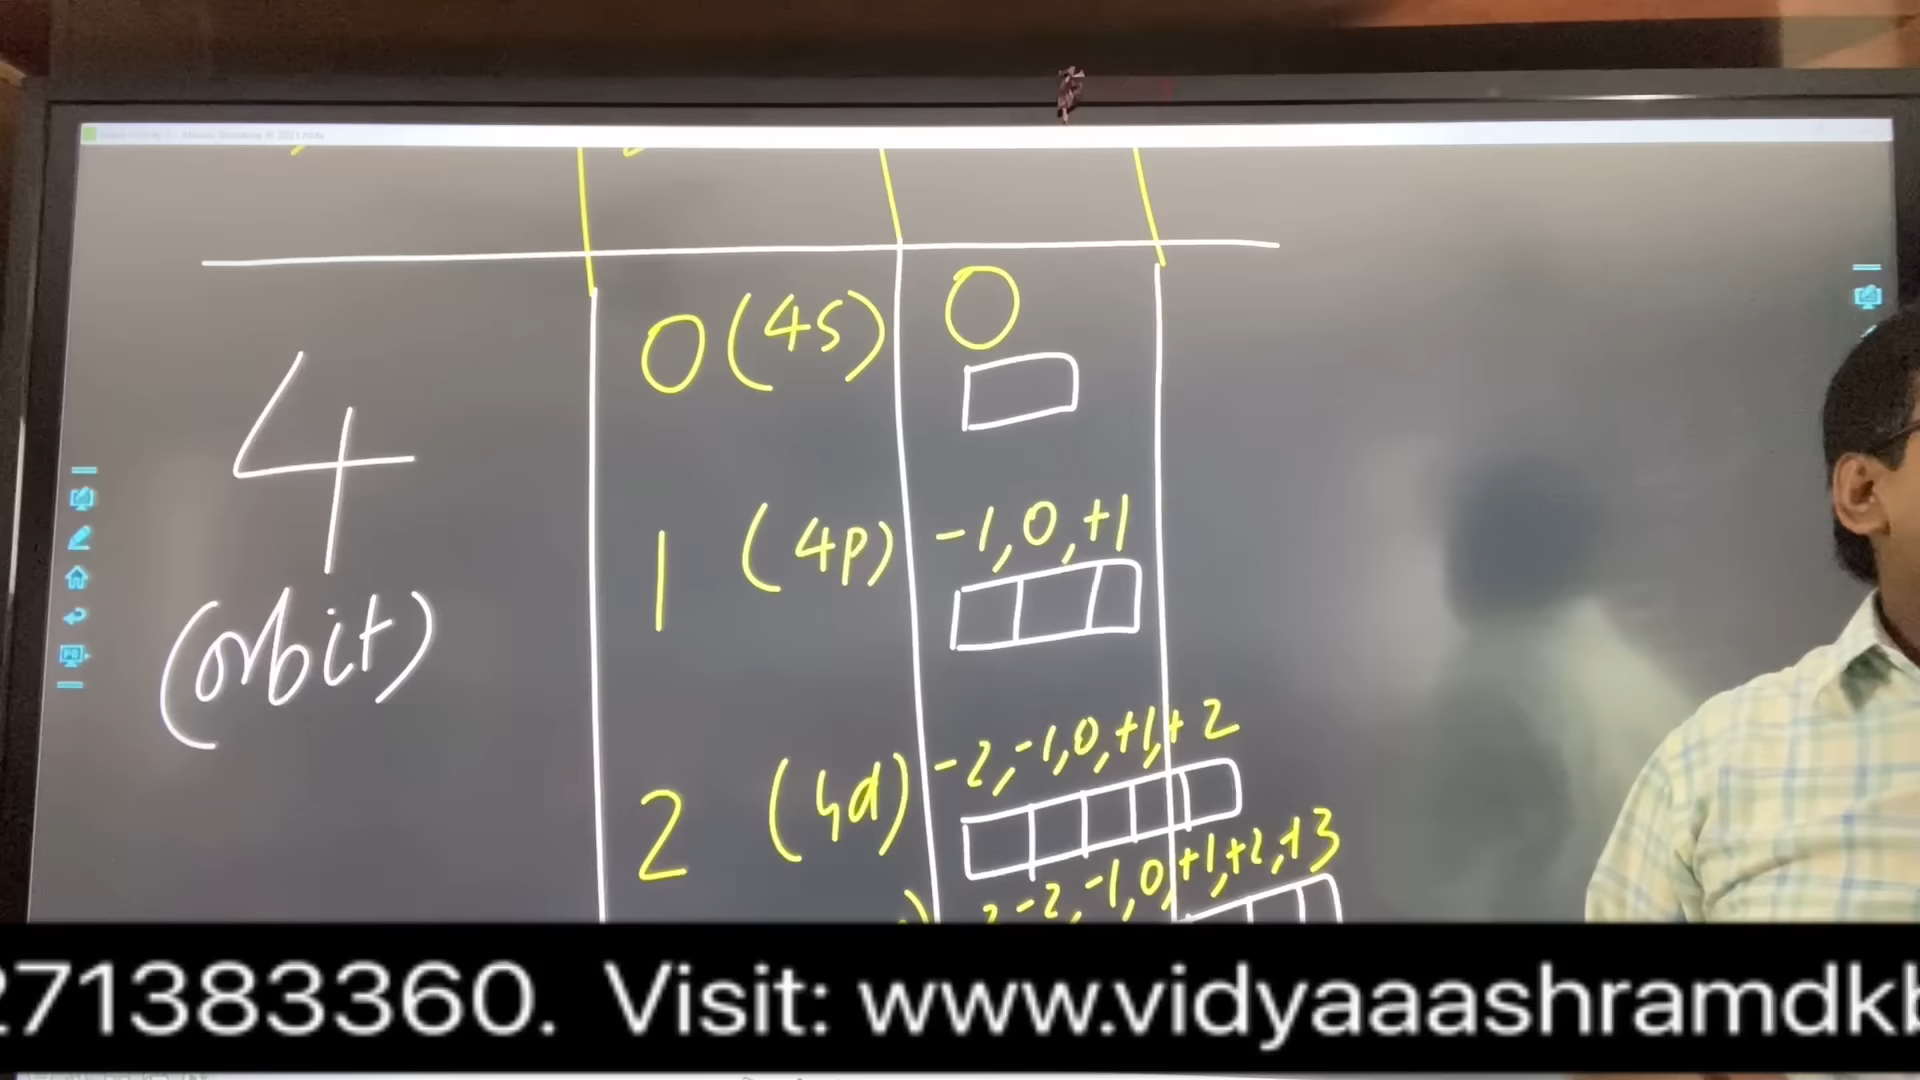 0 (4s) 0
4
(orbit)
1 (4p) -1, 0, +1
2 (4d) -2, -1, 0, +1, +2
-2, -1, 0, +1, +2, +3
271383360. Visit: www.vidyaaashramdkb